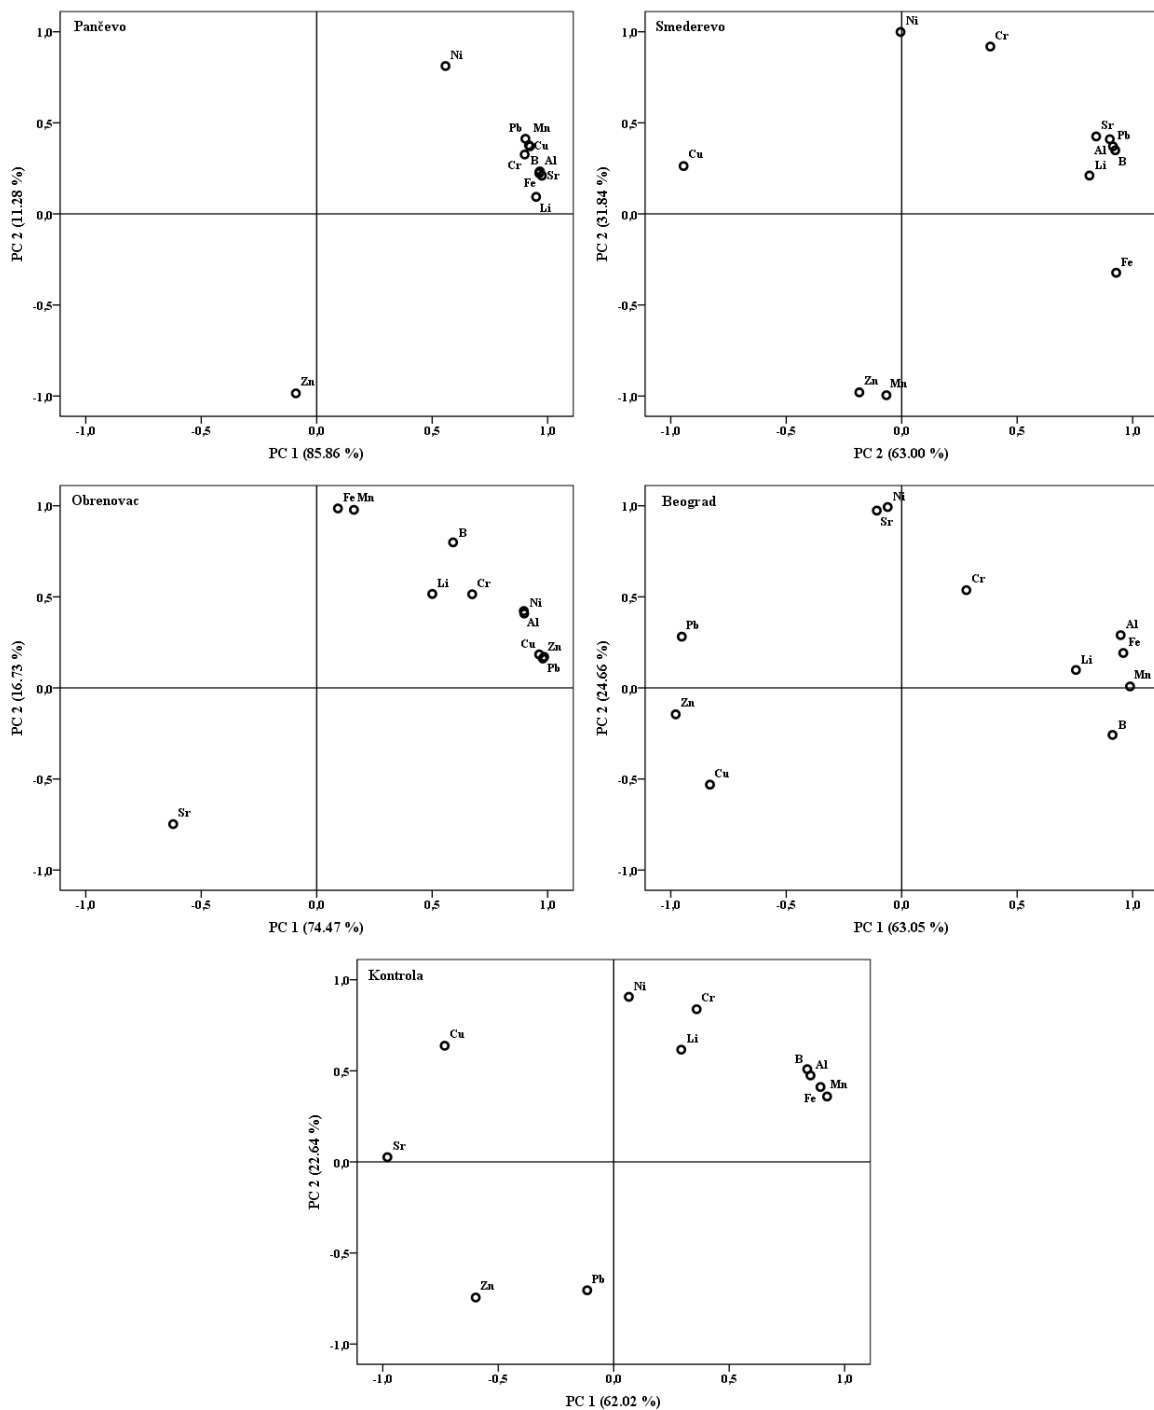 Pančevo
1,0
0,5
0,0
-0,5
-1,0
PC 2 (11.28 %)
Ni
Pb Mn
Cu
Cr B Al
Fe Sr
Li
Zn
-1,0 -0,5 0,0 0,5 1,0
PC 1 (85.86 %)
Smederevo
1,0
0,5
0,0
-0,5
-1,0
PC 2 (31.84 %)
Ni
Cr
Sr
Pb
Cu
Al
Li B
Fe
Zn Mn
-1,0 -0,5 0,0 0,5 1,0
PC 2 (63.00 %)
Obrenovac
1,0
0,5
0,0
-0,5
-1,0
PC 2 (16.73 %)
Fe Mn
B
Li Cr
Ni
Al
Cu Zn
Pb
Sr
-1,0 -0,5 0,0 0,5 1,0
PC 1 (74.47 %)
Beograd
1,0
0,5
0,0
-0,5
-1,0
PC 2 (24.66 %)
Ni
Sr
Cr
Pb Al
Fe
Li
Mn
Zn
B
Cu
-1,0 -0,5 0,0 0,5 1,0
PC 1 (63.05 %)
Kontrola
1,0
0,5
0,0
-0,5
-1,0
PC 2 (22.64 %)
Ni
Cr
Cu Li
B Al
Mn
Fe
Sr
Zn Pb
-1,0 -0,5 0,0 0,5 1,0
PC 1 (62.02 %)